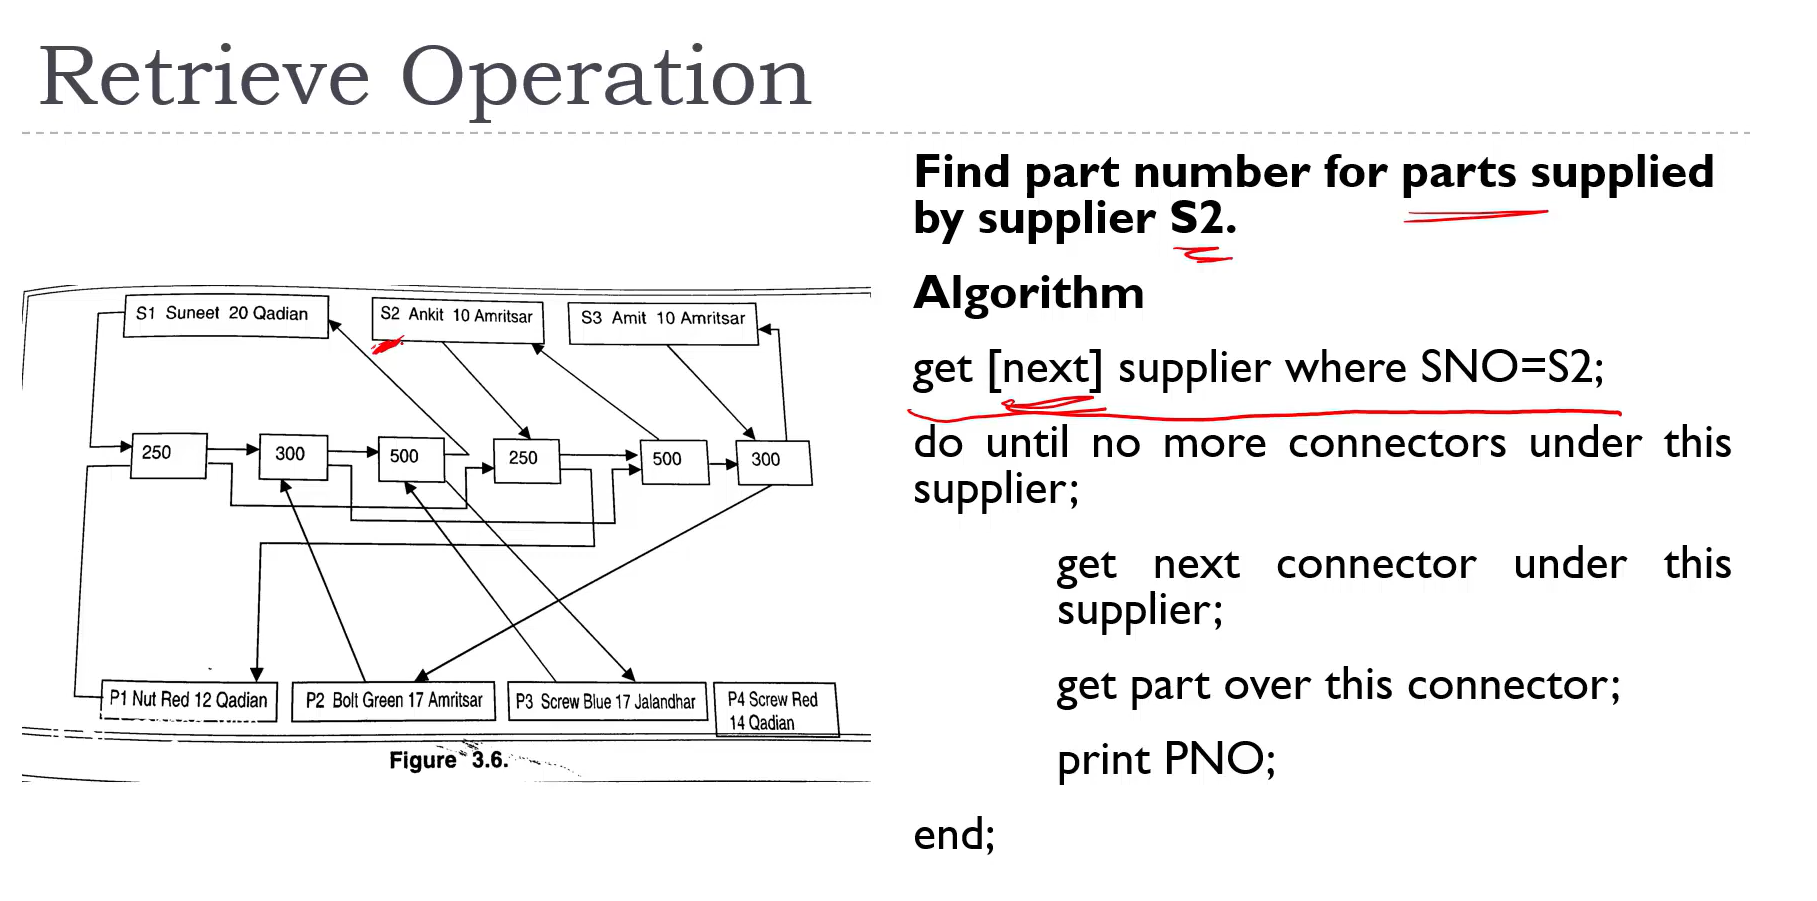 Retrieve Operation
Find part number for parts supplied
by supplier S2.
Algorithm
get [next] supplier where SNO=S2;
do until no more connectors under this
supplier;
get next connector under this
supplier;
get part over this connector;
print PNO;
end;
S1 Suneet 20 Qadian
S2 Ankit 10 Amritsar
S3 Amit 10 Amritsar
250
300
500
250
500
300
P1 Nut Red 12 Qadian
P2 Bolt Green 17 Amritsar
P3 Screw Blue 17 Jalandhar
P4 Screw Red
14 Qadian
Figure 3.6.